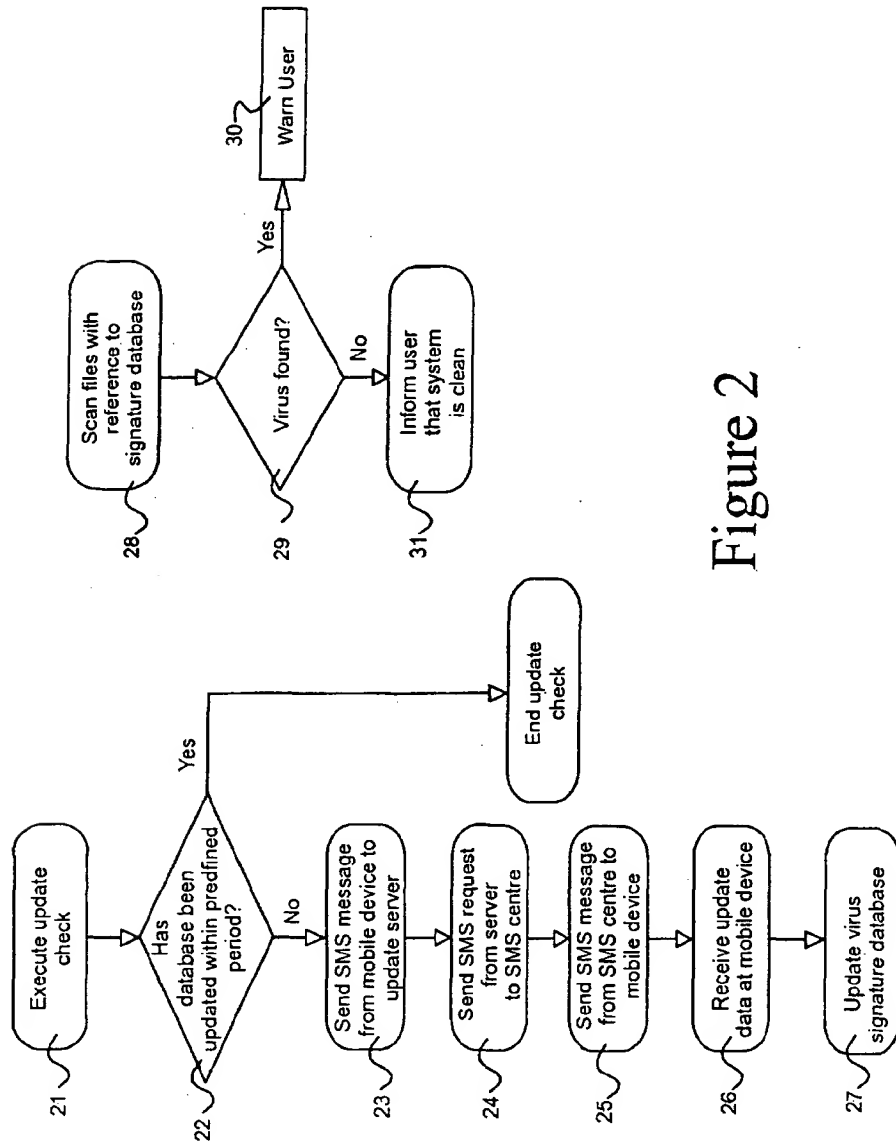 21
Execute update
check
22
Has
database been
updated within predfined
period?
Yes
No
End update
check
23
Send SMS message
from mobile device to
update server
24
Send SMS request
from server
to SMS centre
25
Send SMS message
from SMS centre to
mobile device
26
Receive update
data at mobile device
27
Update virus
signature database
28
Scan files with
reference to
signature database
29
Virus found?
Yes
30
Warn User
No
31
Inform user
that system
is clean
Figure 2